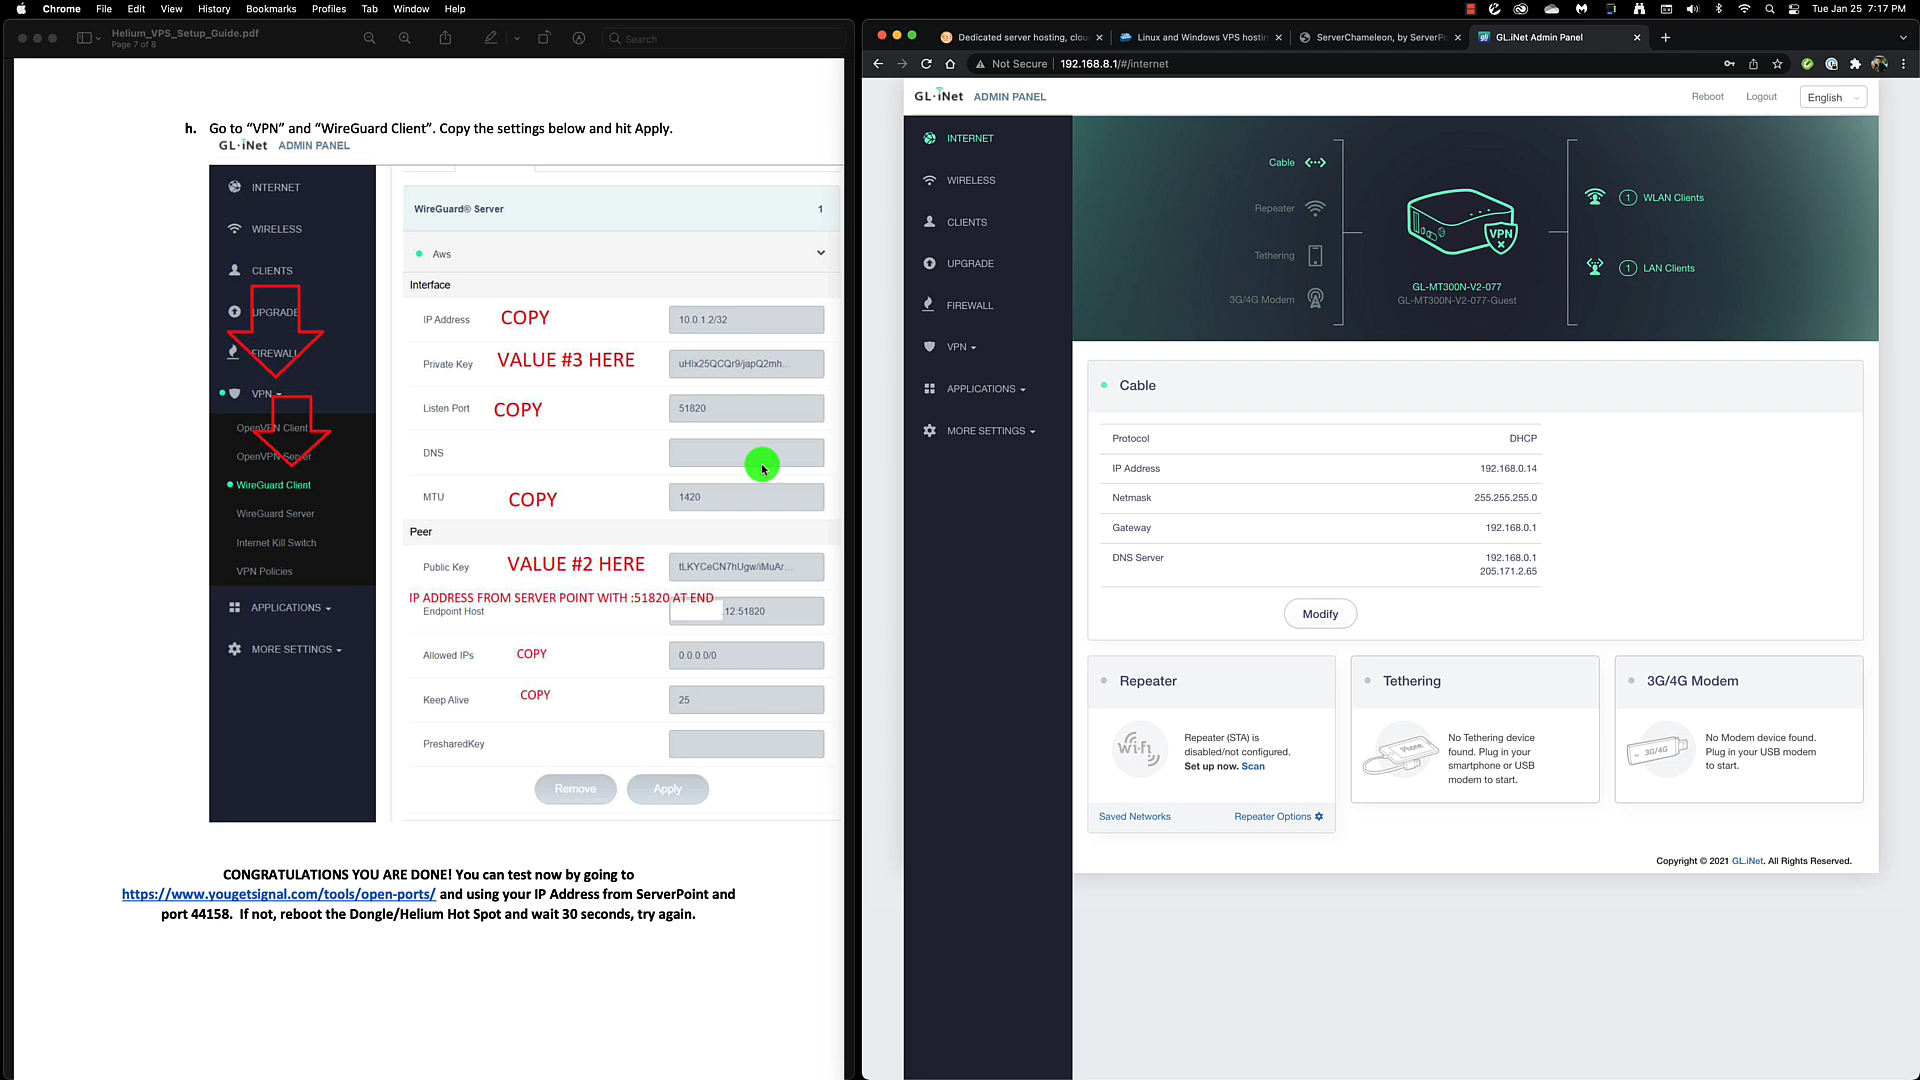 Chrome File Edit View History Bookmarks Profiles Tab Window Help
Tue Jan 25 7:17 PM
Helium_VPS_Setup_Guide.pdf
Page 7 of 8
Search
h. Go to “VPN” and “WireGuard Client”. Copy the settings below and hit Apply.
GL·iNet ADMIN PANEL
INTERNET
WIRELESS
CLIENTS
UPGRADE
FIREWALL
VPN
OpenVPN Client
OpenVPN Server
WireGuard Client
WireGuard Server
Internet Kill Switch
VPN Policies
APPLICATIONS
MORE SETTINGS
WireGuard® Server 1
Aws
Interface
IP Address COPY 10.0.1.2/32
Private Key VALUE #3 HERE uHIx25QCQr9/japQ2mh...
Listen Port COPY 51820
DNS
MTU COPY 1420
Peer
Public Key VALUE #2 HERE tLKYCeCN7hUgw/iMuAr...
IP ADDRESS FROM SERVER POINT WITH :51820 AT END
Endpoint Host .12:51820
Allowed IPs COPY 0.0.0.0/0
Keep Alive COPY 25
PresharedKey
Remove Apply
CONGRATULATIONS YOU ARE DONE! You can test now by going to
https://www.yougetsignal.com/tools/open-ports/ and using your IP Address from ServerPoint and
port 44158. If not, reboot the Dongle/Helium Hot Spot and wait 30 seconds, try again.
Dedicated server hosting, clou
Linux and Windows VPS hostin
ServerChameleon, by ServerPo
GL.iNet Admin Panel
Not Secure 192.168.8.1/#/internet
GL·iNet ADMIN PANEL
Reboot Logout English
INTERNET
WIRELESS
CLIENTS
UPGRADE
FIREWALL
VPN
APPLICATIONS
MORE SETTINGS
Cable
Repeater
Tethering
3G/4G Modem
VPN
GL-MT300N-V2-077
GL-MT300N-V2-077-Guest
1 WLAN Clients
1 LAN Clients
Cable
Protocol DHCP
IP Address 192.168.0.14
Netmask 255.255.255.0
Gateway 192.168.0.1
DNS Server 192.168.0.1
205.171.2.65
Modify
Repeater
Wi-Fi
Repeater (STA) is
disabled/not configured.
Set up now. Scan
Saved Networks Repeater Options
Tethering
Phone
No Tethering device
found. Plug in your
smartphone or USB
modem to start.
3G/4G Modem
3G/4G
No Modem device found.
Plug in your USB modem
to start.
Copyright © 2021 GL.iNet. All Rights Reserved.